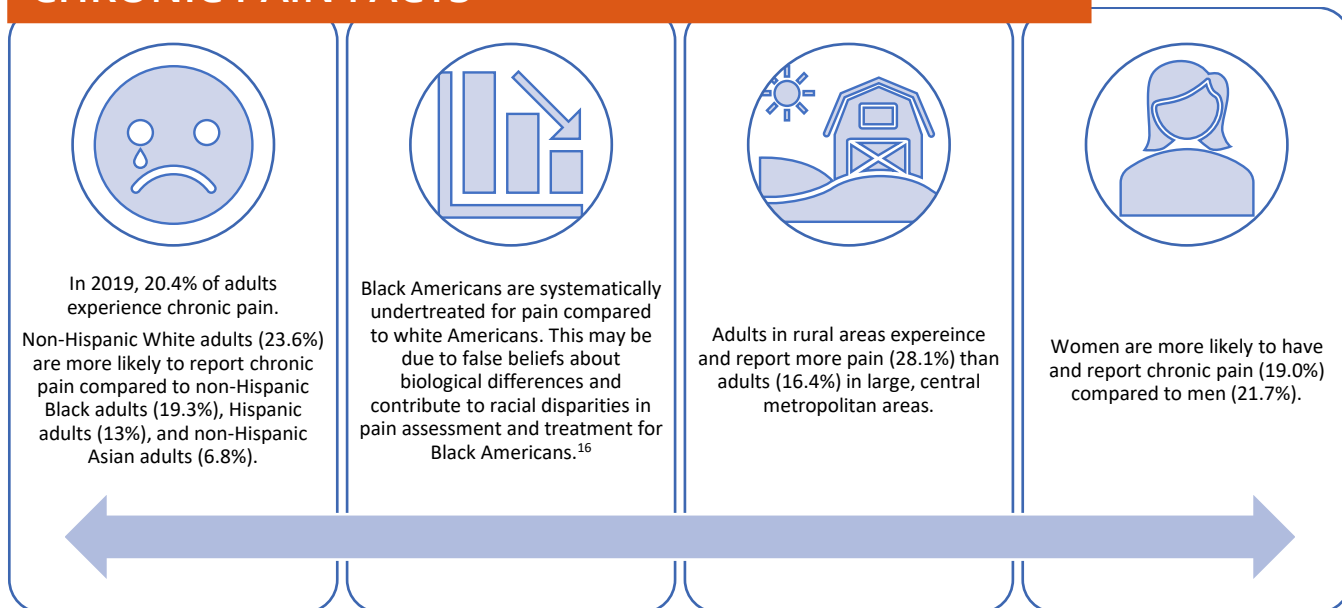 CHRONIC PAIN FACTS
In 2019, 20.4% of adults
experience chronic pain.
Non-Hispanic White adults (23.6%)
are more likely to report chronic
pain compared to non-Hispanic
Black adults (19.3%), Hispanic
adults (13%), and non-Hispanic
Asian adults (6.8%).
Black Americans are systematically
undertreated for pain compared
to white Americans. This may be
due to false beliefs about
biological differences and
contribute to racial disparities in
pain assessment and treatment for
Black Americans.16
Adults in rural areas expereince
and report more pain (28.1%) than
adults (16.4%) in large, central
metropolitan areas.
Women are more likely to have
and report chronic pain (19.0%)
compared to men (21.7%).